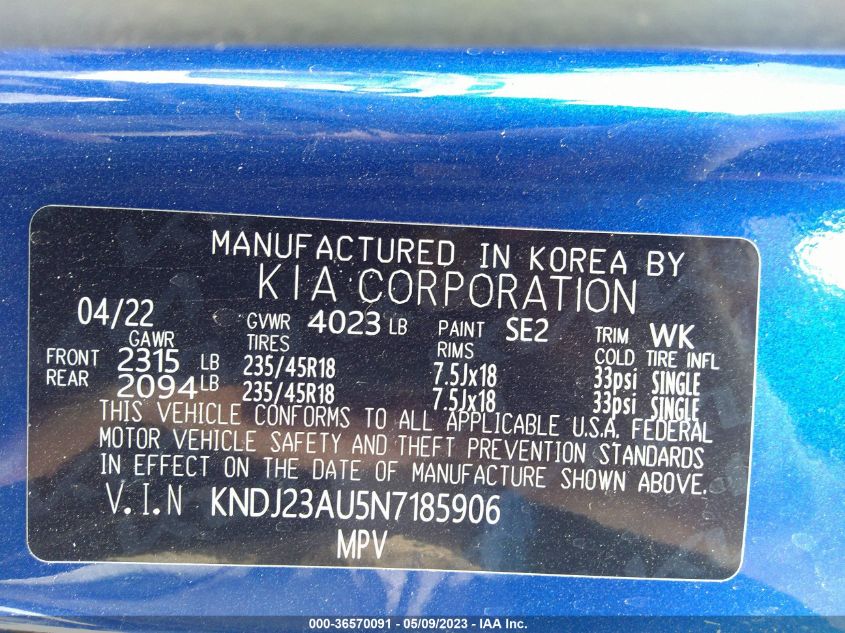 MANUFACTURED IN KOREA BY
KIA CORPORATION
04/22 GVWR 4023 LB PAINT SE2 TRIM WK
GAWR TIRES RIMS COLD TIRE INFL
FRONT 2315 LB 235/45R18 7.5Jx18 33psi SINGLE
REAR 2094 LB 235/45R18 7.5Jx18 33psi SINGLE
THIS VEHICLE CONFORMS TO ALL APPLICABLE U.S.A. FEDERAL
MOTOR VEHICLE SAFETY AND THEFT PREVENTION STANDARDS
IN EFFECT ON THE DATE OF MANUFACTURE SHOWN ABOVE.
V.I.N KNDJ23AU5N7185906
MPV
000-36570091 - 05/09/2023 - IAA Inc.